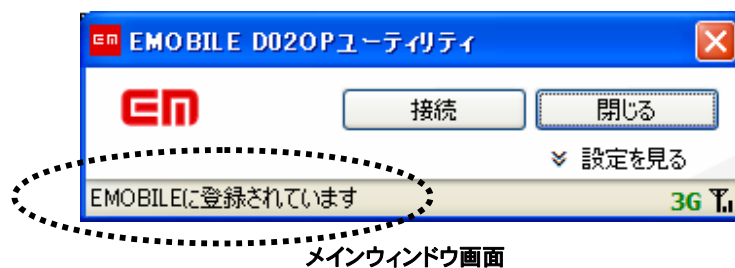 EM EMOBILE D02OPユーティリティ
EM 接続 閉じる
設定を見る
EMOBILEに登録されています 3G
メインウィンドウ画面